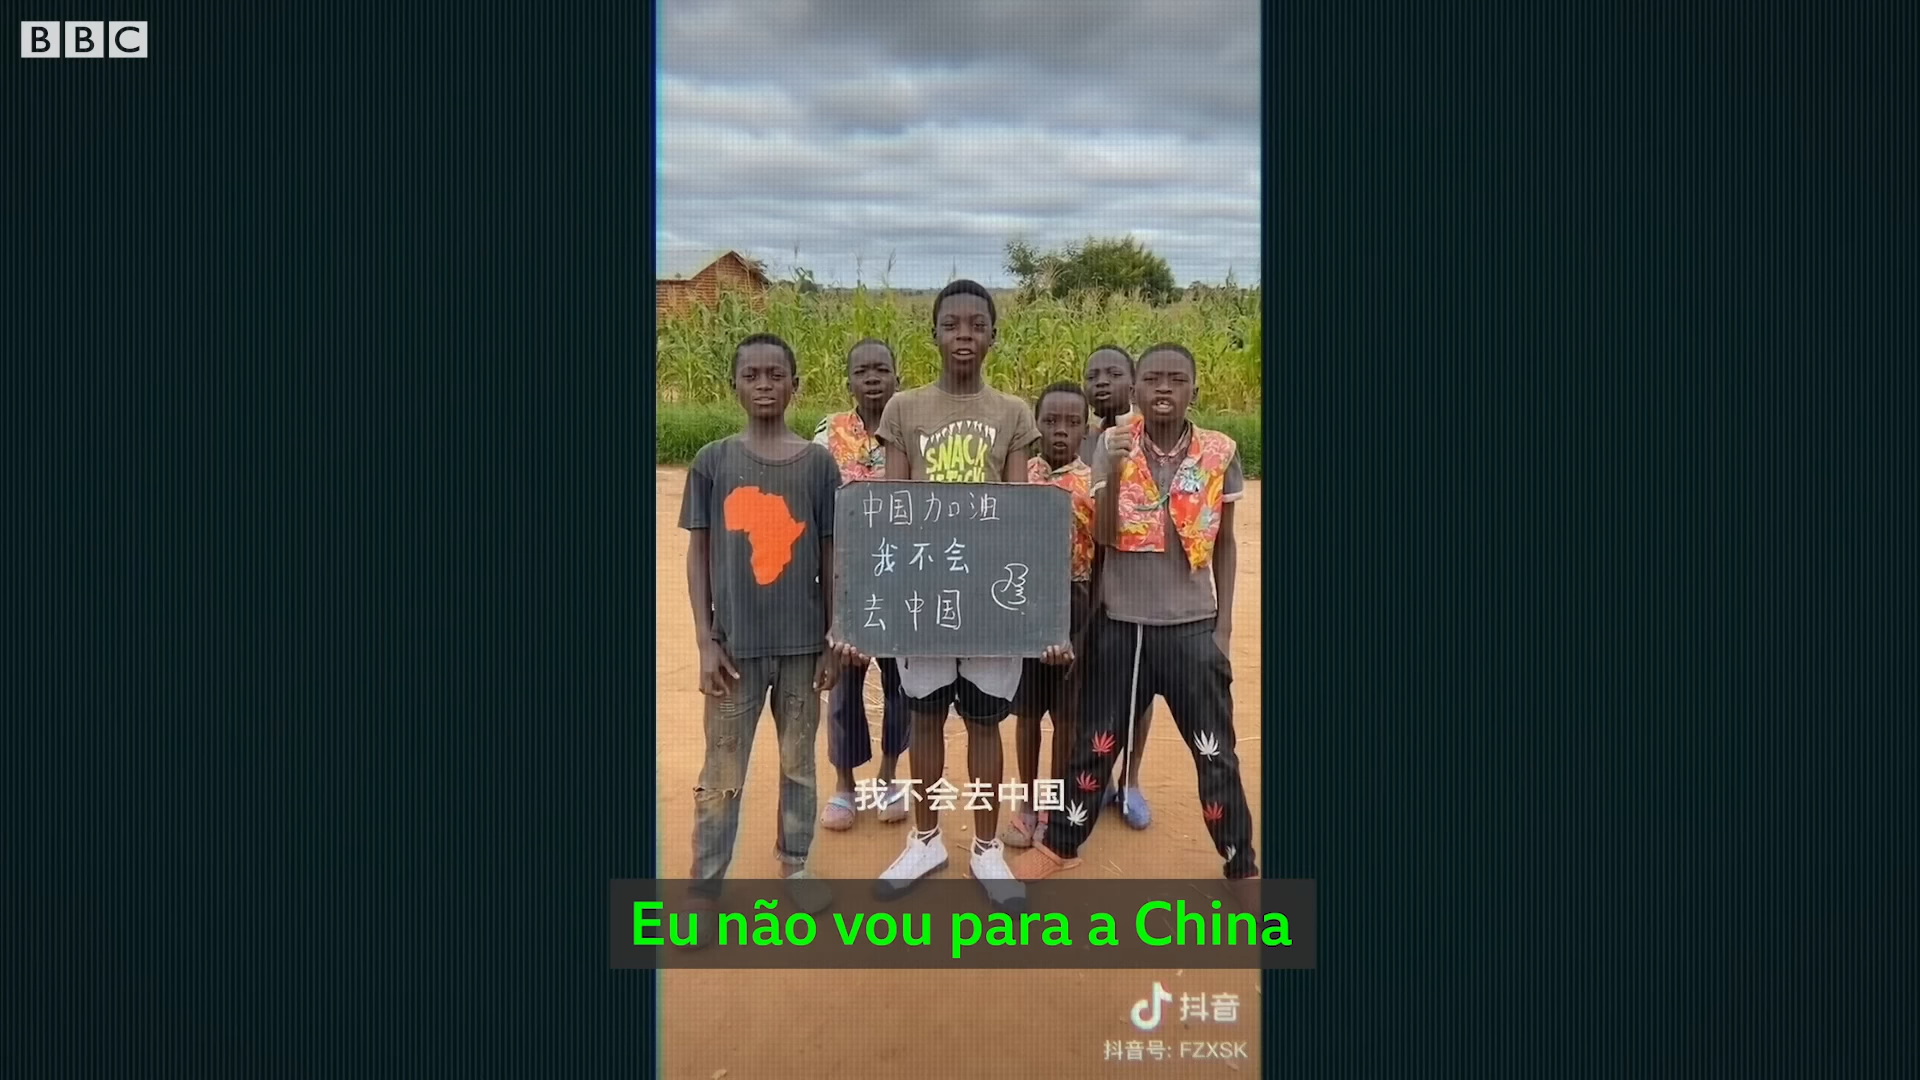 BBC
SNACK
ATTACK!
中国加油
我不会
去中国
我不会去中国
Eu não vou para a China
抖音
抖音号: FZXSK